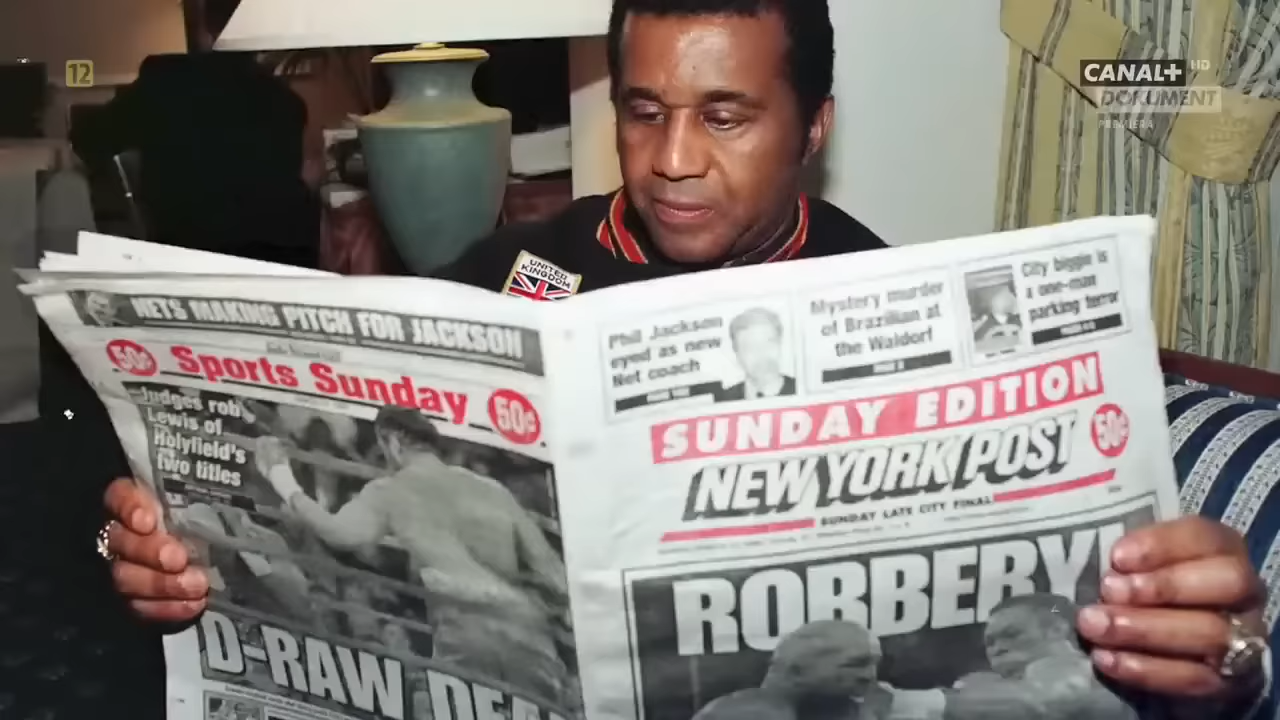 12
CANAL+ HD
DOKUMENT
PREMIERA
UNITED
KINGDOM
NETS MAKING PITCH FOR JACKSON
50¢ Sports Sunday 50¢
Judges rob
Lewis of
Holyfield's
two titles
D-RAW DEA
Phil Jackson
eyed as new
Net coach
Mystery murder
of Brazilian at
the Waldorf
City biggie is
a one-man
parking terror
SUNDAY EDITION
NEW YORK POST 50¢
SUNDAY LATE CITY FINAL
ROBBERY!